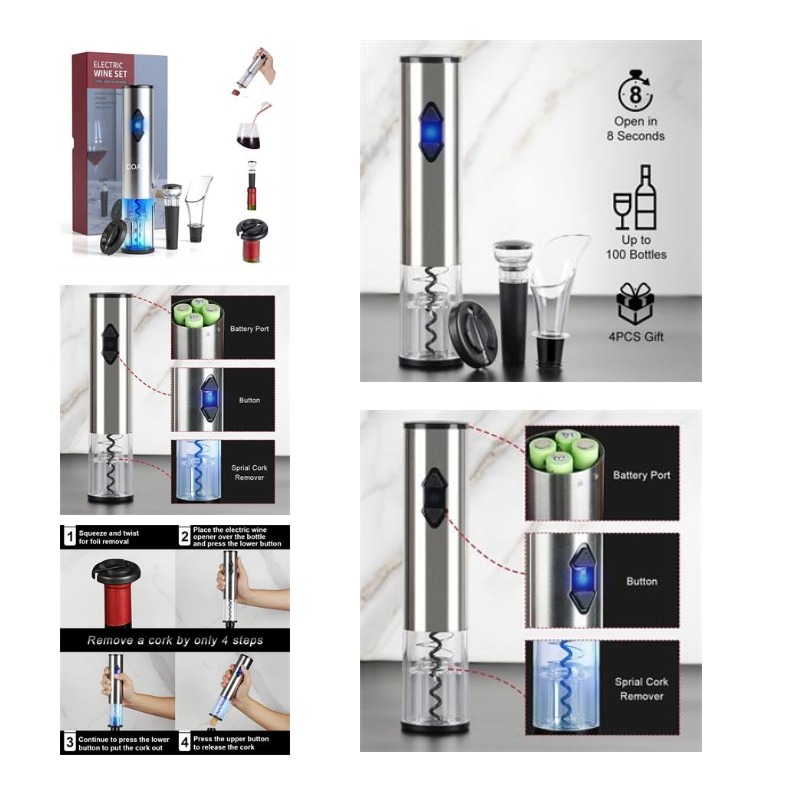 ELECTRIC
WINE SET
COA
8
Open in
8 Seconds
Up to
100 Bottles
4PCS Gift
Battery Port
Button
Sprial Cork
Remover
1 Squeeze and twist
for foli removal
2 Place the electric wine
opener over the bottle
and press the lower button
Remove a cork by only 4 steps
3 Continue to press the lower
button to put the cork out
4 Press the upper button
to release the cork
Battery Port
Button
Sprial Cork
Remover